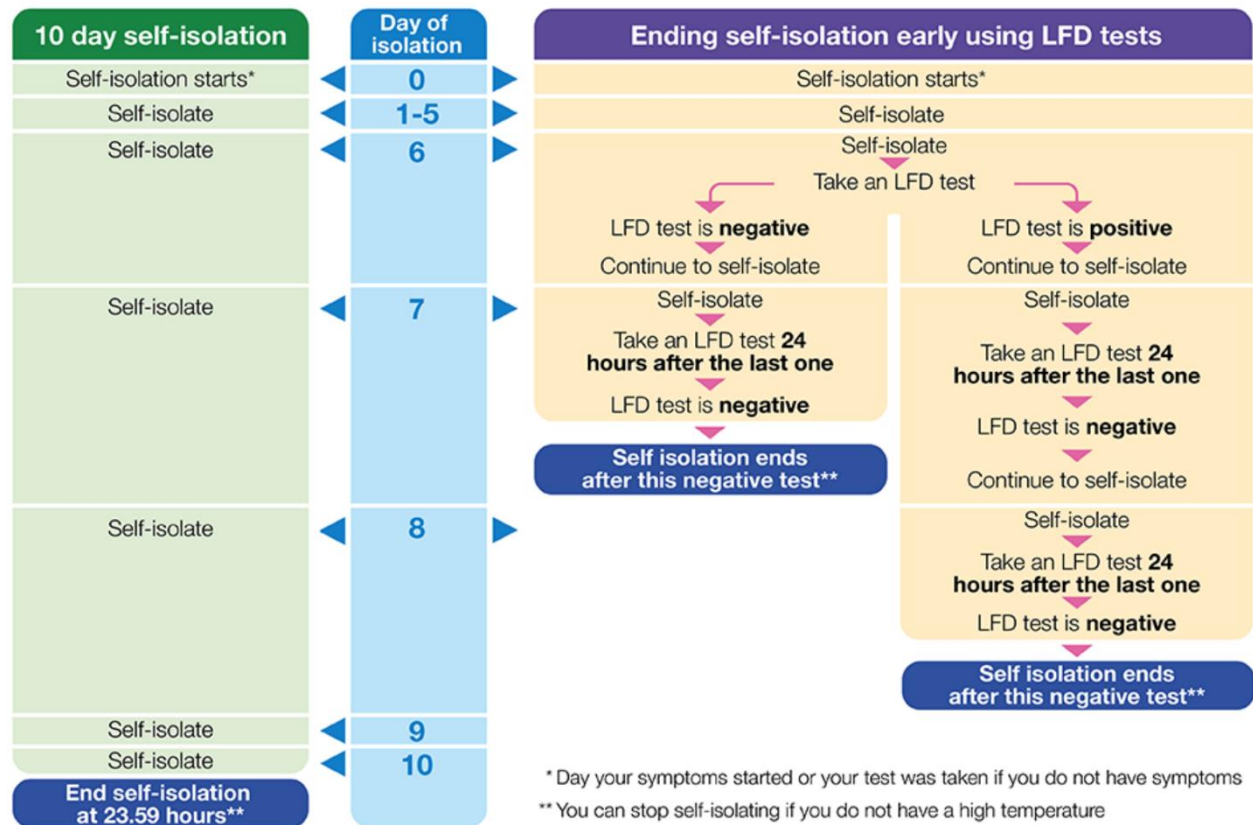 10 day self-isolation
Day of
isolation
Ending self-isolation early using LFD tests
Self-isolation starts*
0
Self-isolation starts*
Self-isolate
1-5
Self-isolate
Self-isolate
6
Self-isolate
Take an LFD test
LFD test is negative
Continue to self-isolate
LFD test is positive
Continue to self-isolate
Self-isolate
7
Self-isolate
Take an LFD test 24
hours after the last one
LFD test is negative
Self isolation ends
after this negative test**
Self-isolate
Take an LFD test 24
hours after the last one
LFD test is negative
Continue to self-isolate
Self-isolate
8
Self-isolate
Take an LFD test 24
hours after the last one
LFD test is negative
Self isolation ends
after this negative test**
Self-isolate
9
Self-isolate
10
End self-isolation
at 23.59 hours**
* Day your symptoms started or your test was taken if you do not have symptoms
** You can stop self-isolating if you do not have a high temperature